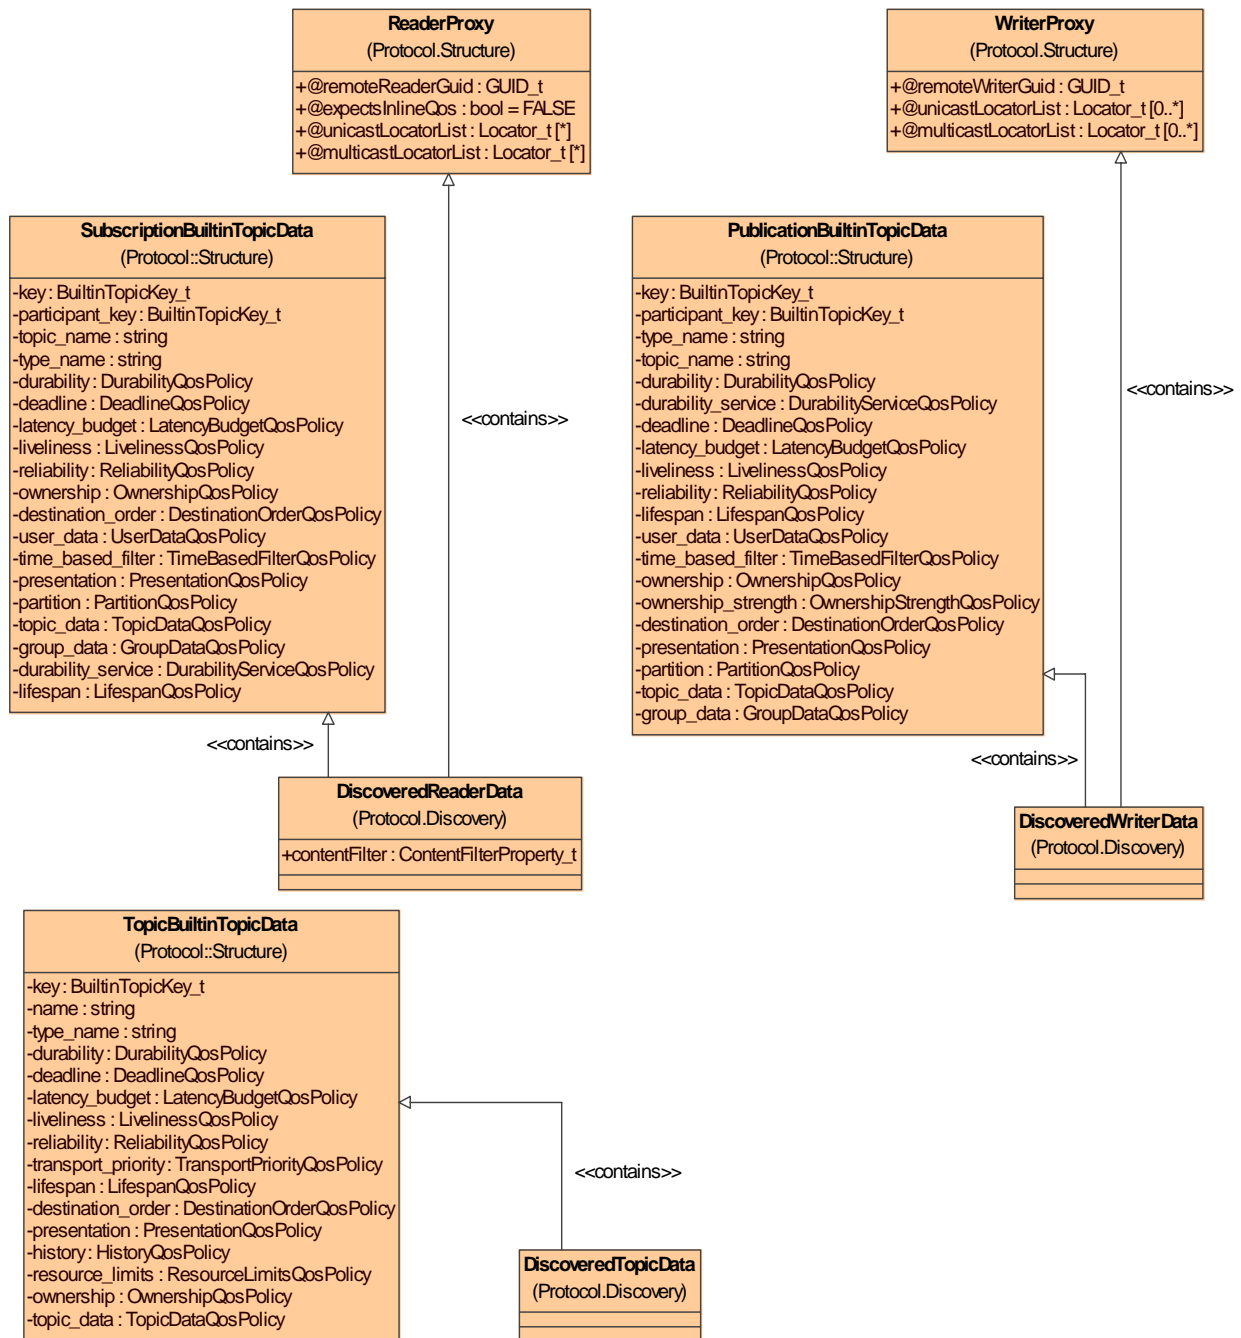 ReaderProxy
(Protocol.Structure)
+@remoteReaderGuid : GUID_t
+@expectsInlineQos : bool = FALSE
+@unicastLocatorList : Locator_t [*]
+@multicastLocatorList : Locator_t [*]
WriterProxy
(Protocol.Structure)
+@remoteWriterGuid : GUID_t
+@unicastLocatorList : Locator_t [0..*]
+@multicastLocatorList : Locator_t [0..*]
SubscriptionBuiltinTopicData
(Protocol::Structure)
-key : BuiltinTopicKey_t
-participant_key : BuiltinTopicKey_t
-topic_name : string
-type_name : string
-durability : DurabilityQosPolicy
-deadline : DeadlineQosPolicy
-latency_budget : LatencyBudgetQosPolicy
-liveliness : LivelinessQosPolicy
-reliability : ReliabilityQosPolicy
-ownership : OwnershipQosPolicy
-destination_order : DestinationOrderQosPolicy
-user_data : UserDataQosPolicy
-time_based_filter : TimeBasedFilterQosPolicy
-presentation : PresentationQosPolicy
-partition : PartitionQosPolicy
-topic_data : TopicDataQosPolicy
-group_data : GroupDataQosPolicy
-durability_service : DurabilityServiceQosPolicy
-lifespan : LifespanQosPolicy
<<contains>>
PublicationBuiltinTopicData
(Protocol::Structure)
-key : BuiltinTopicKey_t
-participant_key : BuiltinTopicKey_t
-type_name : string
-topic_name : string
-durability : DurabilityQosPolicy
-durability_service : DurabilityServiceQosPolicy
-deadline : DeadlineQosPolicy
-latency_budget : LatencyBudgetQosPolicy
-liveliness : LivelinessQosPolicy
-reliability : ReliabilityQosPolicy
-lifespan : LifespanQosPolicy
-user_data : UserDataQosPolicy
-time_based_filter : TimeBasedFilterQosPolicy
-ownership : OwnershipQosPolicy
-ownership_strength : OwnershipStrengthQosPolicy
-destination_order : DestinationOrderQosPolicy
-presentation : PresentationQosPolicy
-partition : PartitionQosPolicy
-topic_data : TopicDataQosPolicy
-group_data : GroupDataQosPolicy
<<contains>>
<<contains>>
<<contains>>
DiscoveredReaderData
(Protocol.Discovery)
+contentFilter : ContentFilterProperty_t
DiscoveredWriterData
(Protocol.Discovery)
TopicBuiltinTopicData
(Protocol::Structure)
-key : BuiltinTopicKey_t
-name : string
-type_name : string
-durability : DurabilityQosPolicy
-deadline : DeadlineQosPolicy
-latency_budget : LatencyBudgetQosPolicy
-liveliness : LivelinessQosPolicy
-reliability : ReliabilityQosPolicy
-transport_priority : TransportPriorityQosPolicy
-lifespan : LifespanQosPolicy
-destination_order : DestinationOrderQosPolicy
-presentation : PresentationQosPolicy
-history : HistoryQosPolicy
-resource_limits : ResourceLimitsQosPolicy
-ownership : OwnershipQosPolicy
-topic_data : TopicDataQosPolicy
<<contains>>
DiscoveredTopicData
(Protocol.Discovery)